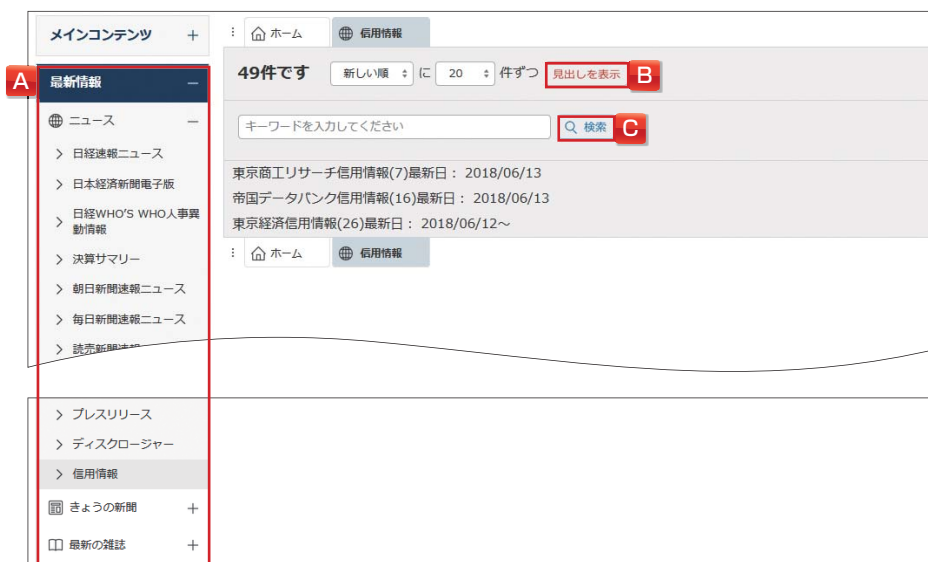 メインコンテンツ ＋
A 最新情報 －
ニュース －
> 日経速報ニュース
> 日本経済新聞電子版
> 日経WHO'S WHO人事異
動情報
> 決算サマリー
> 朝日新聞速報ニュース
> 毎日新聞速報ニュース
> 読売新聞速報
> プレスリリース
> ディスクロージャー
> 信用情報
きょうの新聞 ＋
最新の雑誌 ＋
ホーム 信用情報
49件です 新しい順 に 20 件ずつ 見出しを表示 B
キーワードを入力してください 検索 C
東京商工リサーチ信用情報(7)最新日： 2018/06/13
帝国データバンク信用情報(16)最新日： 2018/06/13
東京経済信用情報(26)最新日： 2018/06/12～
ホーム 信用情報